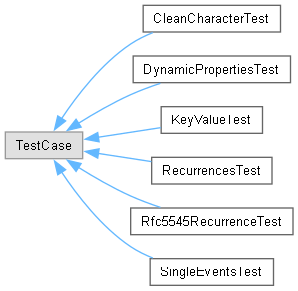 CleanCharacterTest
DynamicPropertiesTest
KeyValueTest
TestCase
RecurrencesTest
Rfc5545RecurrenceTest
SingleEventsTest